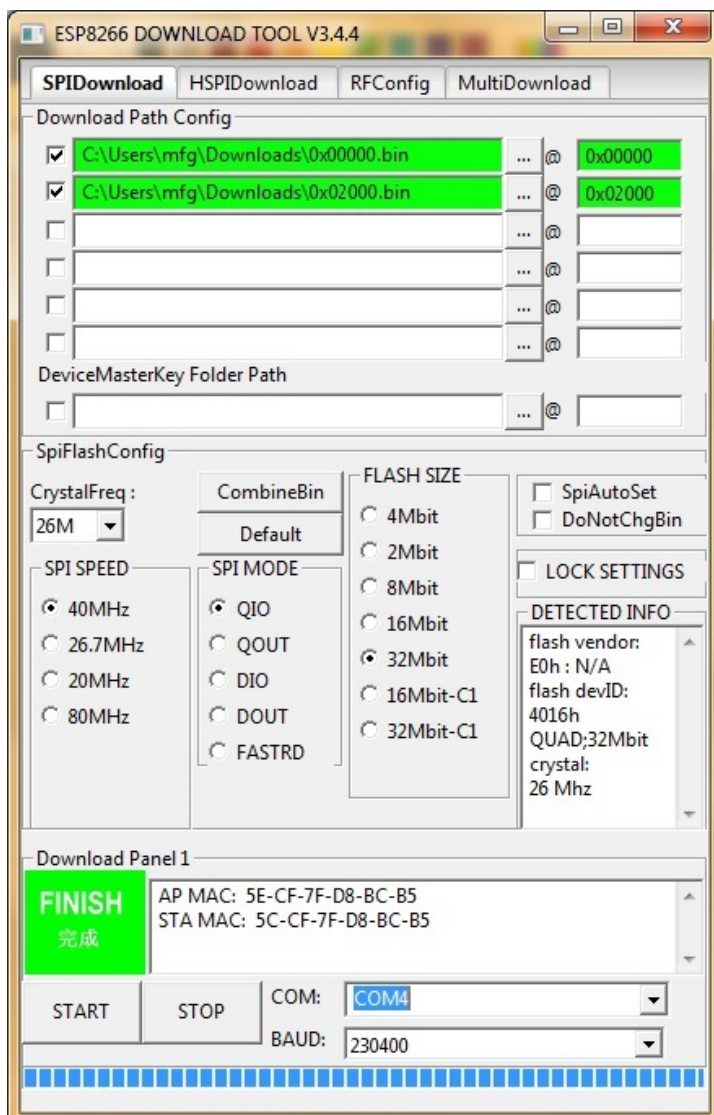 ESP8266 DOWNLOAD TOOL V3.4.4
SPIDownload HSPIDownload RFConfig MultiDownload
Download Path Config
C:\Users\mfg\Downloads\0x00000.bin ... @ 0x00000
C:\Users\mfg\Downloads\0x02000.bin ... @ 0x02000
... @
... @
... @
... @
DeviceMasterKey Folder Path
... @
SpiFlashConfig
CrystalFreq :
26M
CombineBin
Default
SPI SPEED
40MHz
26.7MHz
20MHz
80MHz
SPI MODE
QIO
QOUT
DIO
DOUT
FASTRD
FLASH SIZE
4Mbit
2Mbit
8Mbit
16Mbit
32Mbit
16Mbit-C1
32Mbit-C1
SpiAutoSet
DoNotChgBin
LOCK SETTINGS
DETECTED INFO
flash vendor:
E0h : N/A
flash devID:
4016h
QUAD;32Mbit
crystal:
26 Mhz
Download Panel 1
FINISH
完成
AP MAC: 5E-CF-7F-D8-BC-B5
STA MAC: 5C-CF-7F-D8-BC-B5
START STOP
COM: COM4
BAUD: 230400